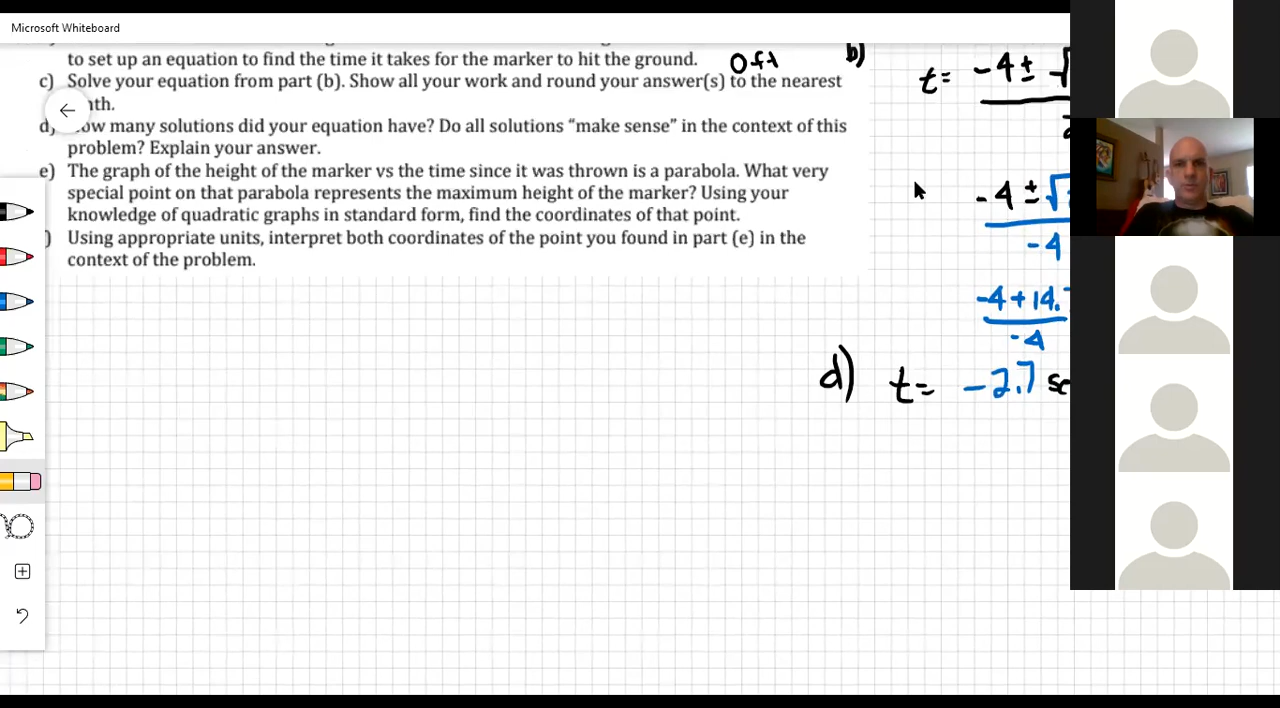 Microsoft Whiteboard
to set up an equation to find the time it takes for the marker to hit the ground.
0 ft
c) Solve your equation from part (b). Show all your work and round your answer(s) to the nearest
d) how many solutions did your equation have? Do all solutions “make sense” in the context of this
problem? Explain your answer.
e) The graph of the height of the marker vs the time since it was thrown is a parabola. What very
special point on that parabola represents the maximum height of the marker? Using your
knowledge of quadratic graphs in standard form, find the coordinates of that point.
) Using appropriate units, interpret both coordinates of the point you found in part (e) in the
context of the problem.
b)
t= -4 ± √
-4 ± √
-4
-4 + 14.
-4
d) t= -2.7